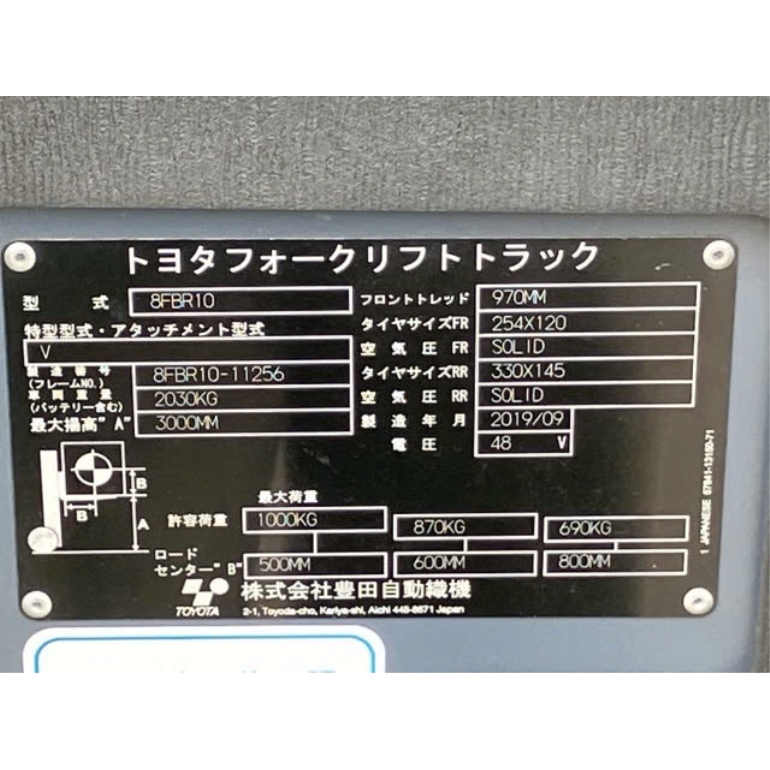 トヨタフォークリフトトラック
型式 8FBR10 フロントトレッド 970MM
特型型式・アタッチメント型式 タイヤサイズFR 254X120
V 空気圧 FR SOLID
製造番号(フレームNO.) 8FBR10-11256 タイヤサイズRR 330X145
車両重量(バッテリー含む) 2030KG 空気圧 RR SOLID
最大揚高"A" 3000MM 製造年月 2019/09
電圧 48 V
B
B
A
最大荷重
許容荷重 1000KG 870KG 690KG
ロードセンター"B" 500MM 600MM 800MM
TOYOTA 株式会社豊田自動織機
2-1, Toyoda-cho, Kariya-shi, Aichi 448-8671 Japan
1 JAPANESE 57841-13150-71